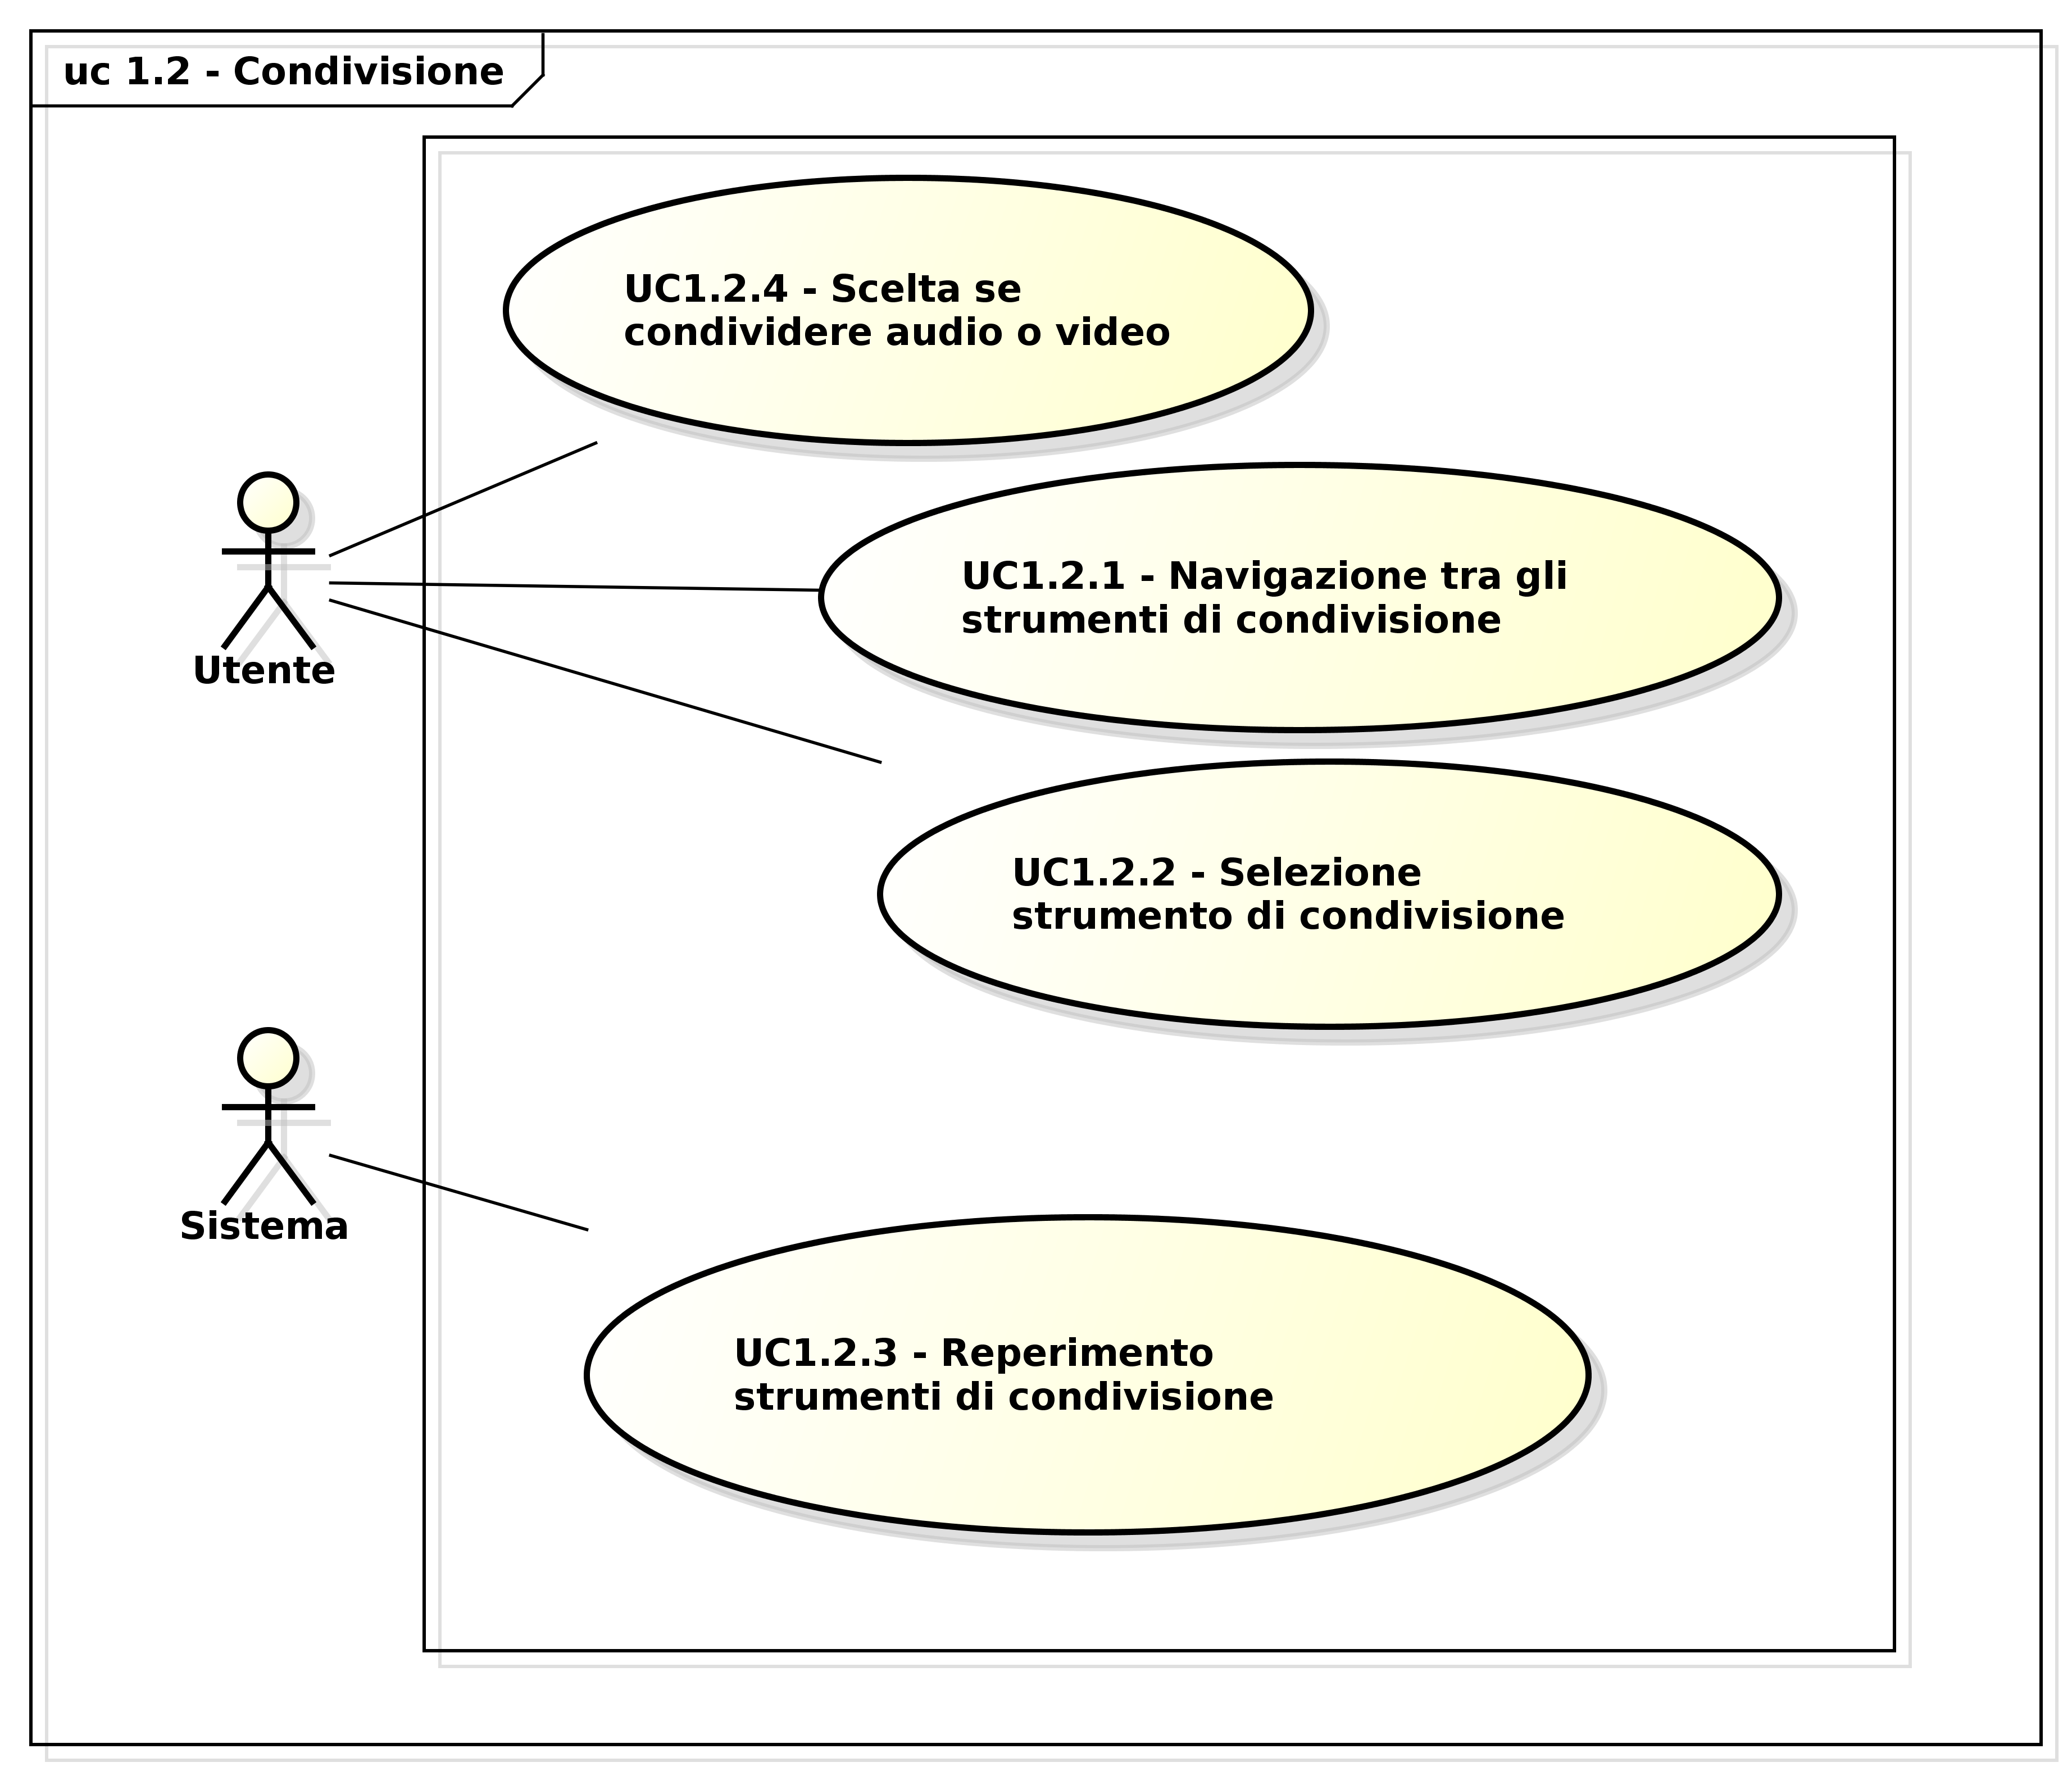 uc 1.2 - Condivisione
UC1.2.4 - Scelta se
condividere audio o video
UC1.2.1 - Navigazione tra gli
strumenti di condivisione
Utente
UC1.2.2 - Selezione
strumento di condivisione
Sistema
UC1.2.3 - Reperimento
strumenti di condivisione